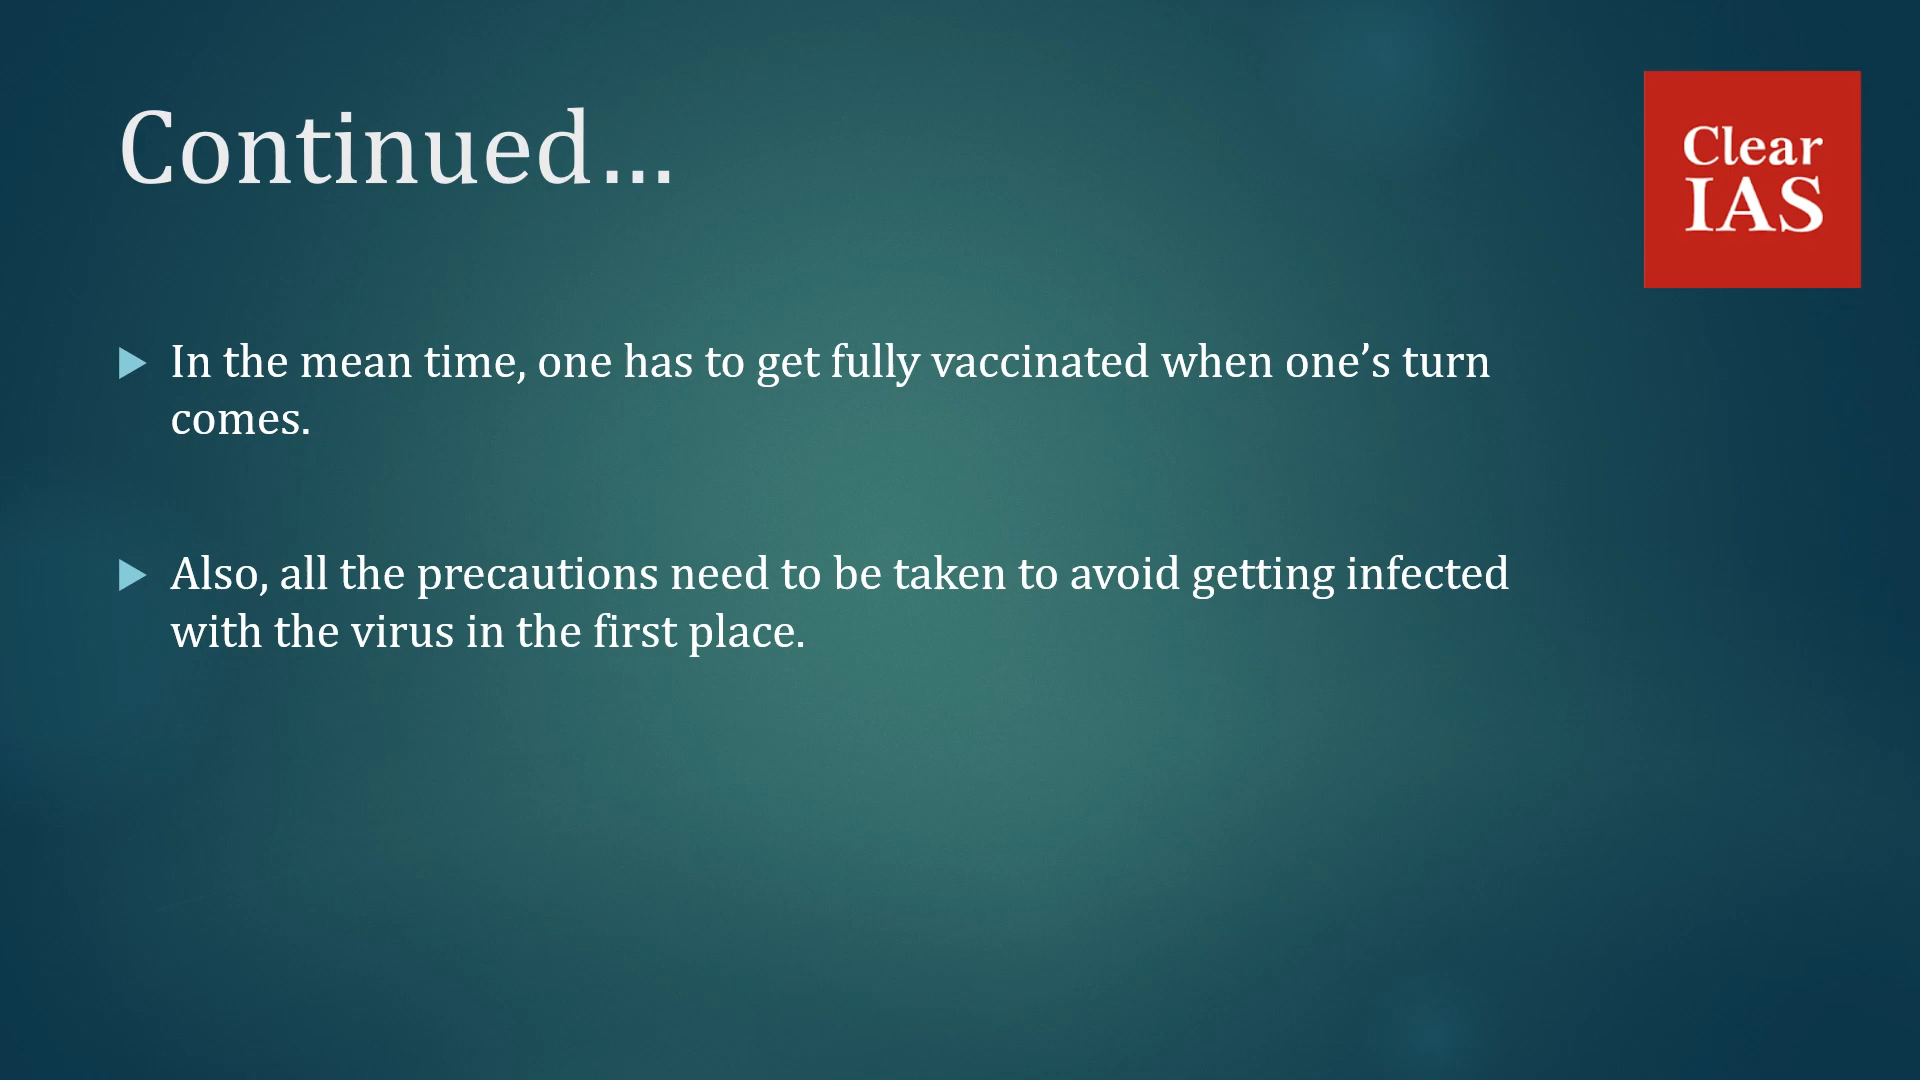 Continued…
Clear
IAS
In the mean time, one has to get fully vaccinated when one’s turn
comes.
Also, all the precautions need to be taken to avoid getting infected
with the virus in the first place.